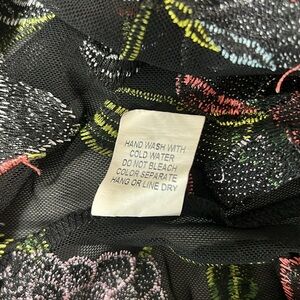 HAND WASH WITH
COLD WATER
DO NOT BLEACH
COLOR SEPARATE
HANG OR LINE DRY